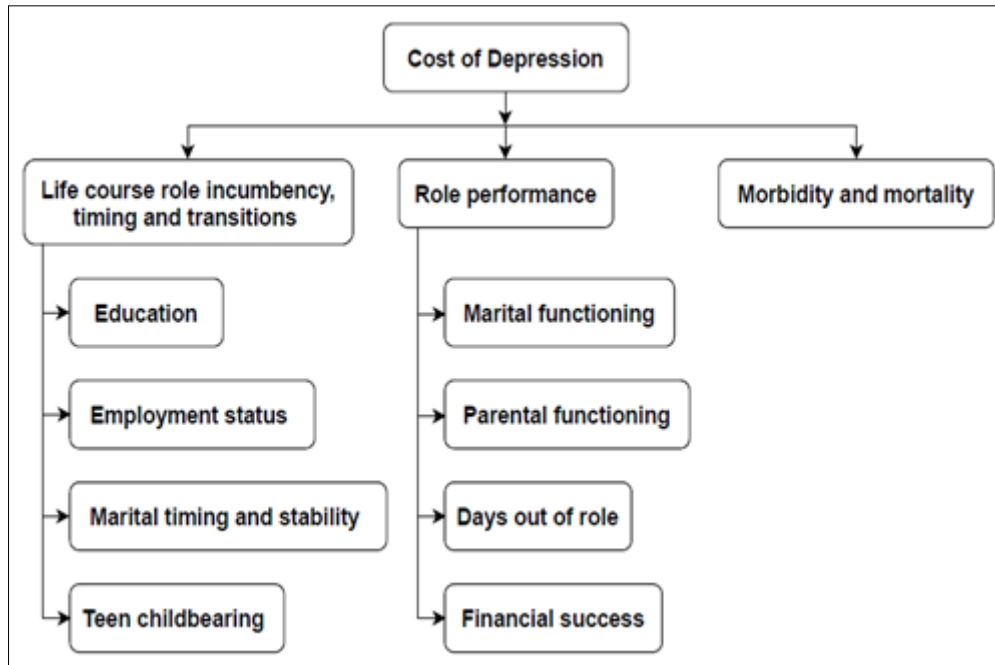 Cost of Depression
Life course role incumbency,
timing and transitions
Role performance
Morbidity and mortality
Education
Marital functioning
Employment status
Parental functioning
Marital timing and stability
Days out of role
Teen childbearing
Financial success